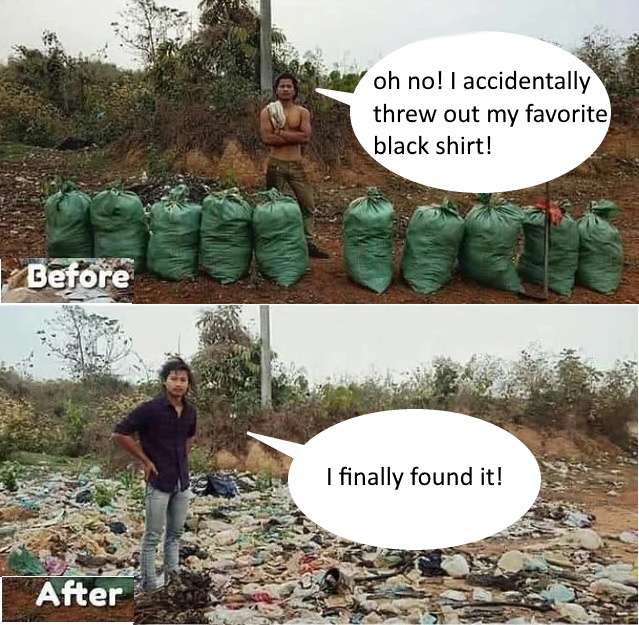 oh no! I accidentally
threw out my favorite
black shirt!
Before
I finally found it!
After